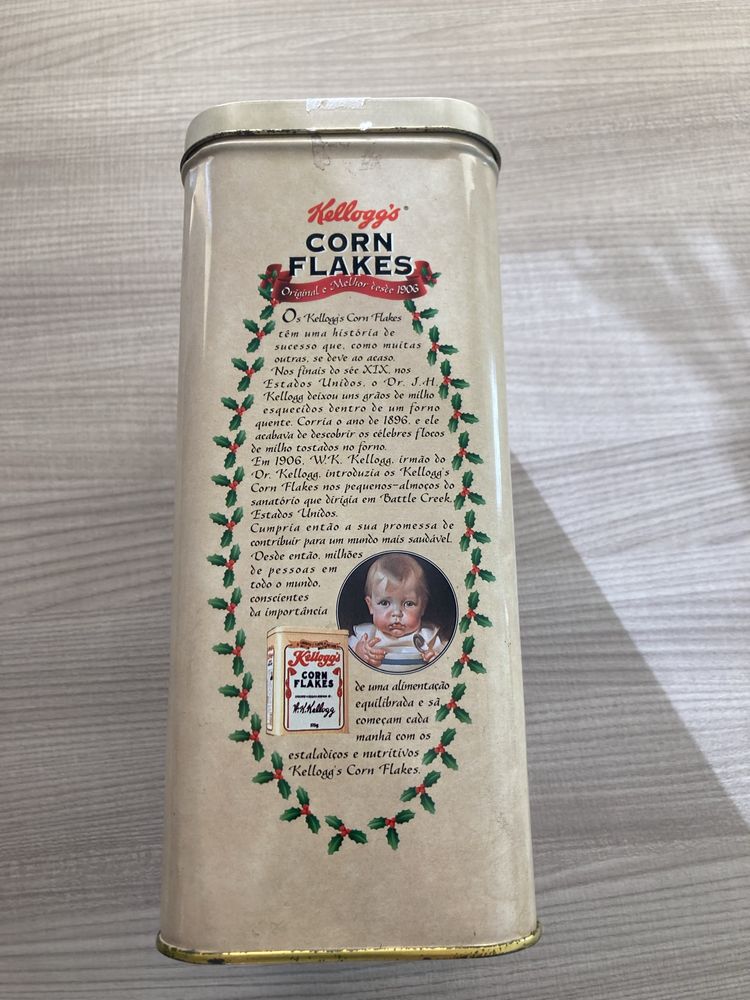 Kellogg's®
CORN
FLAKES
Original e Melhor desde 1906
Os Kellogg's Corn Flakes
têm uma história de
sucesso que, como muitas
outras, se deve ao acaso.
Nos finais do séc XIX, nos
Estados Unidos, o Dr. J.H.
Kellogg deixou uns grãos de milho
esquecidos dentro de um forno
quente. Corria o ano de 1896, e ele
acabava de descobrir os célebres flocos
de milho tostados no forno.
Em 1906, W.K. Kellogg, irmão do
Dr. Kellogg, introduzia os Kellogg's
Corn Flakes nos pequenos-almoços do
sanatório que dirigia em Battle Creek,
Estados Unidos.
Cumpria então a sua promessa de
contribuir para um mundo mais saudável.
Desde então, milhões
de pessoas em
todo o mundo,
conscientes
da importância
de uma alimentação
equilibrada e sã,
começam cada
manhã com os
estaladiços e nutritivos
Kellogg's Corn Flakes.
Kellogg's
CORN
FLAKES
W.K. Kellogg